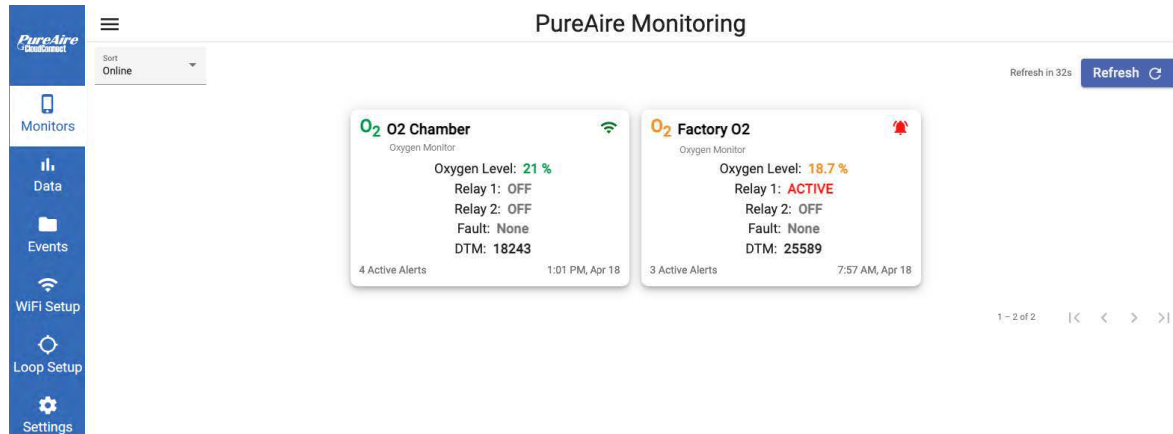 PureAire
CloudConnect
PureAire Monitoring
Sort
Online
Refresh in 32s
Refresh
Monitors
Data
Events
WiFi Setup
Loop Setup
Settings
O2 O2 Chamber
Oxygen Monitor
Oxygen Level: 21 %
Relay 1: OFF
Relay 2: OFF
Fault: None
DTM: 18243
4 Active Alerts 1:01 PM, Apr 18
O2 Factory O2
Oxygen Monitor
Oxygen Level: 18.7 %
Relay 1: ACTIVE
Relay 2: OFF
Fault: None
DTM: 25589
3 Active Alerts 7:57 AM, Apr 18
1 – 2 of 2